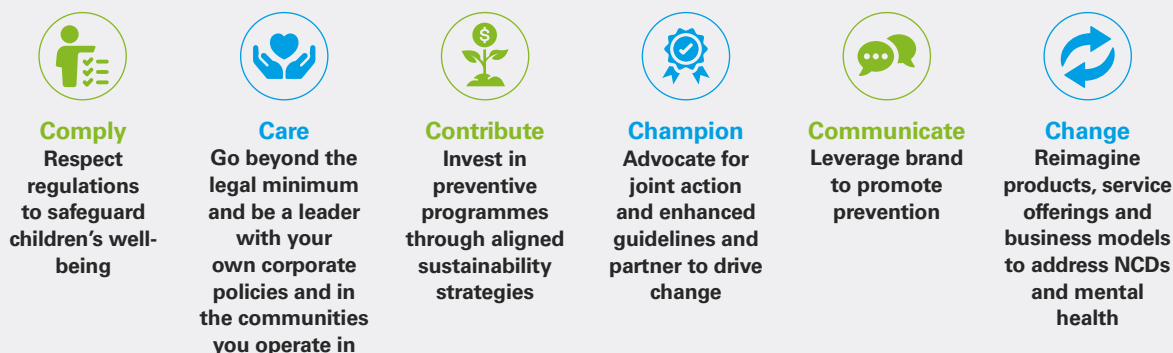 Comply
Respect
regulations
to safeguard
children’s well-
being
Care
Go beyond the
legal minimum
and be a leader
with your
own corporate
policies and in
the communities
you operate in
$
Contribute
Invest in
preventive
programmes
through aligned
sustainability
strategies
Champion
Advocate for
joint action
and enhanced
guidelines and
partner to drive
change
Communicate
Leverage brand
to promote
prevention
Change
Reimagine
products, service
offerings and
business models
to address NCDs
and mental
health